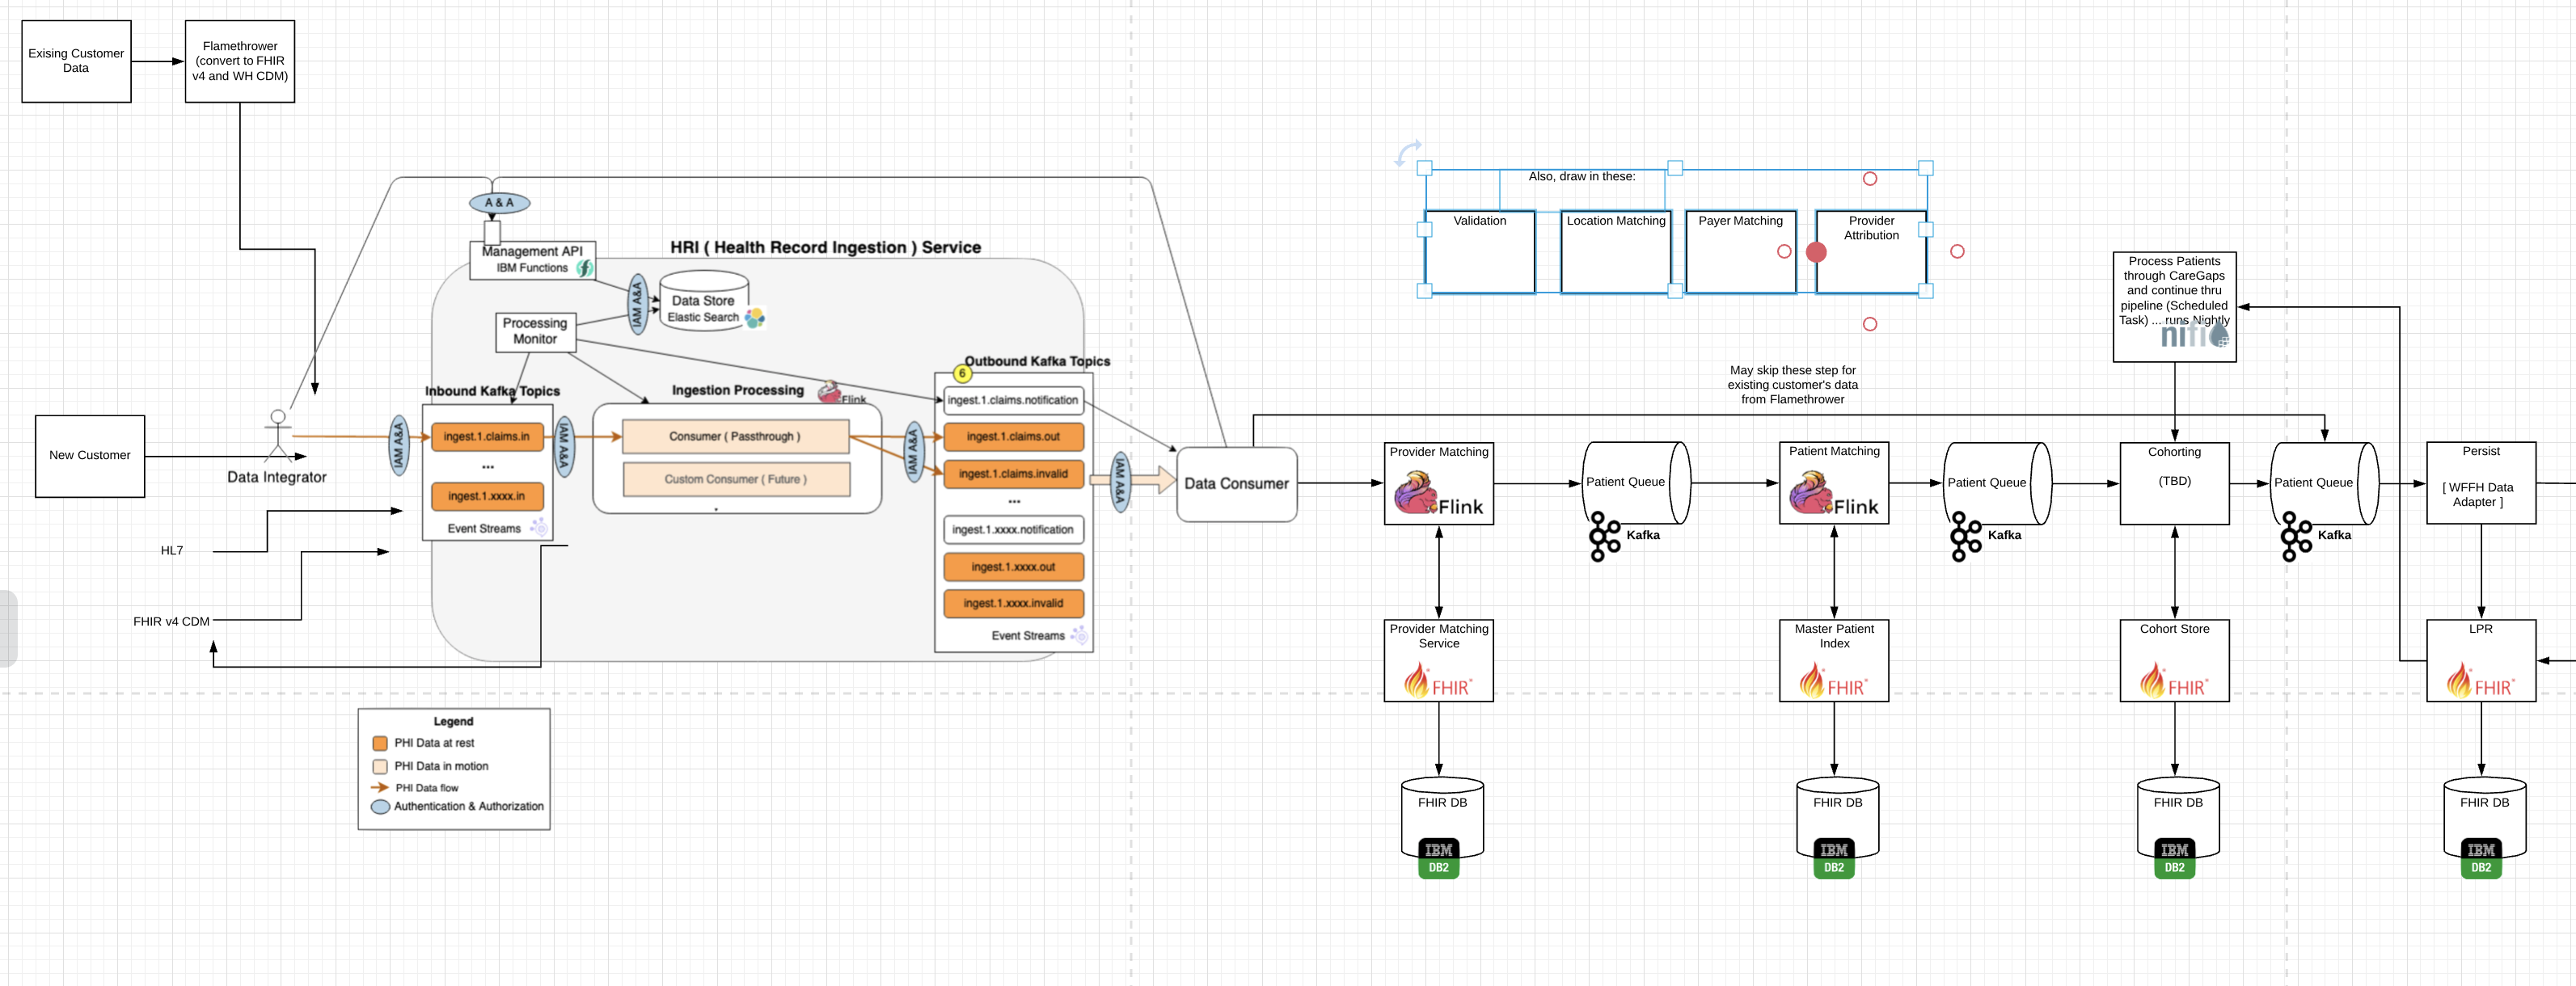 Exising Customer
Data
Flamethrower
(convert to FHIR
v4 and WH CDM)
New Customer
Data Integrator
HL7
FHIR v4 CDM
A & A
Management API
IBM Functions
HRI ( Health Record Ingestion ) Service
IAM A&A
Data Store
Elastic Search
Processing
Monitor
Inbound Kafka Topics
IAM A&A
ingest.1.claims.in
...
ingest.1.xxxx.in
Event Streams
IAM A&A
Ingestion Processing
Flink
Consumer ( Passthrough )
Custom Consumer ( Future )
.
IAM A&A
Outbound Kafka Topics
6
ingest.1.claims.notification
ingest.1.claims.out
ingest.1.claims.invalid
...
ingest.1.xxxx.notification
ingest.1.xxxx.out
ingest.1.xxxx.invalid
Event Streams
IAM A&A
Data Consumer
Legend
PHI Data at rest
PHI Data in motion
PHI Data flow
Authentication & Authorization
Also, draw in these:
Validation
Location Matching
Payer Matching
Provider
Attribution
May skip these step for
existing customer's data
from Flamethrower
Process Patients
through CareGaps
and continue thru
pipeline (Scheduled
Task) ... runs Nightly
nifi
Provider Matching
Flink
Patient Queue
Kafka
Patient Matching
Flink
Patient Queue
Kafka
Cohorting
(TBD)
Patient Queue
Kafka
Persist
[ WFFH Data
Adapter ]
Provider Matching
Service
FHIR
Master Patient
Index
FHIR
Cohort Store
FHIR
LPR
FHIR
FHIR DB
IBM
DB2
FHIR DB
IBM
DB2
FHIR DB
IBM
DB2
FHIR DB
IBM
DB2